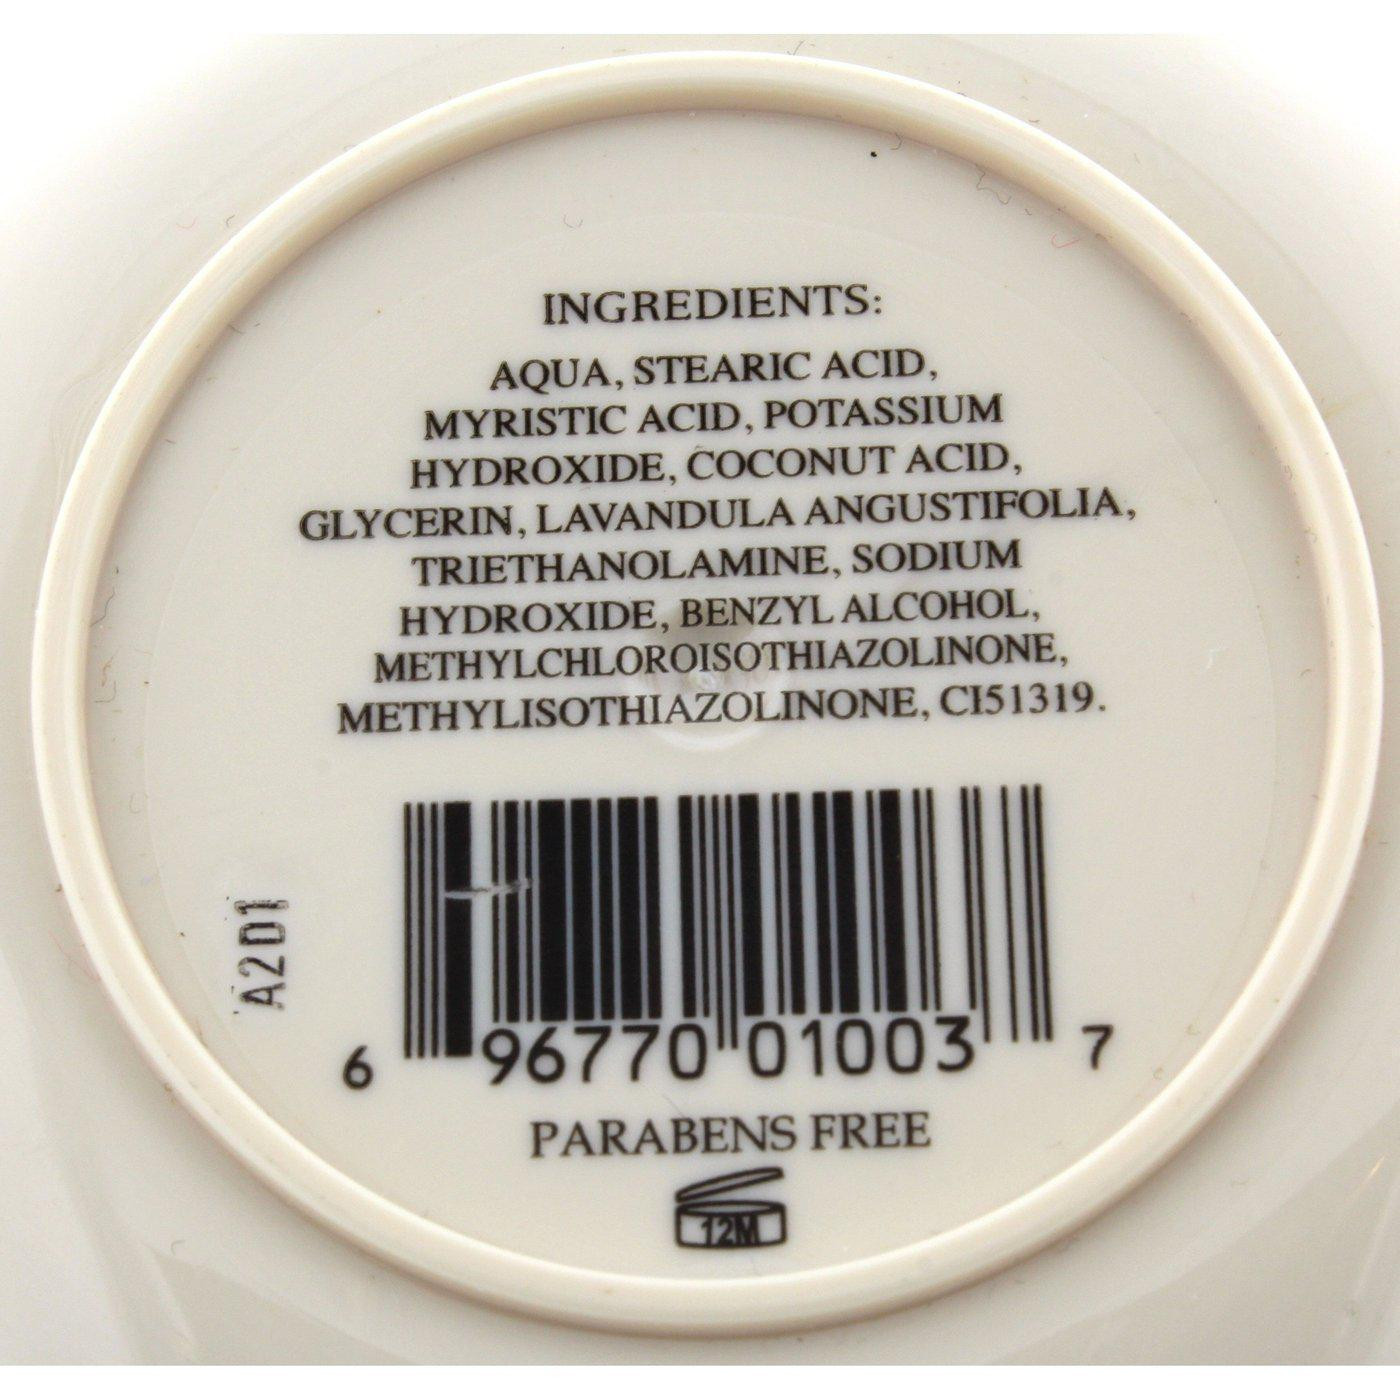 INGREDIENTS:
AQUA, STEARIC ACID,
MYRISTIC ACID, POTASSIUM
HYDROXIDE, COCONUT ACID,
GLYCERIN, LAVANDULA ANGUSTIFOLIA,
TRIETHANOLAMINE, SODIUM
HYDROXIDE, BENZYL ALCOHOL,
METHYLCHLOROISOTHIAZOLINONE,
METHYLISOTHIAZOLINONE, CI51319.
A2D1
6 96770 01003 7
PARABENS FREE
12M